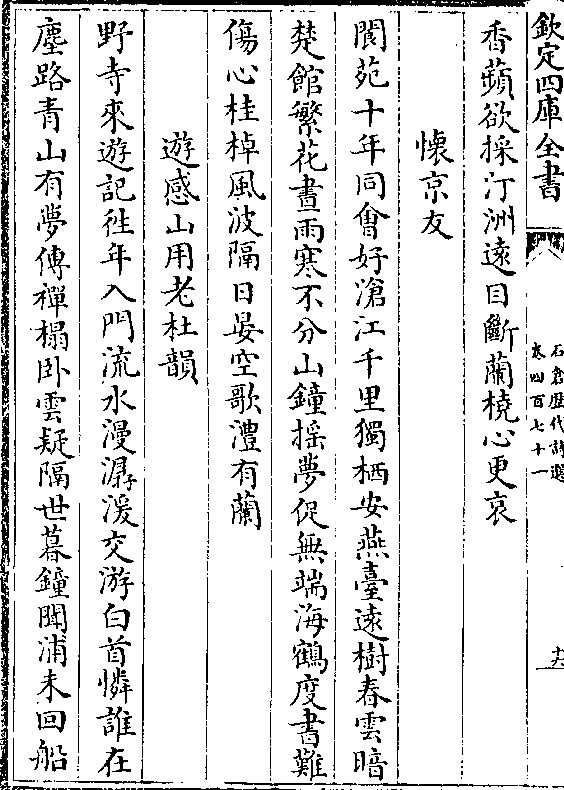 欽定四庫全書
石倉歴代詩選
卷四百七十一
十六
香蘋欲採汀洲遠目斷蘭橈心更哀
懷京友
閬苑十年同會好滄江千里獨栖安燕臺遠樹春雲暗
楚館繁花晝雨寒不分山鐘揺夢促無端海鶴度書難
傷心桂棹風波隔日晏空歌澧有蘭
遊感山用老杜韻
野寺來遊記徃年入門流水漫潺湲交游白首憐誰在
塵路青山有夢傳禪榻卧雲疑隔世暮鐘聞浦未回船